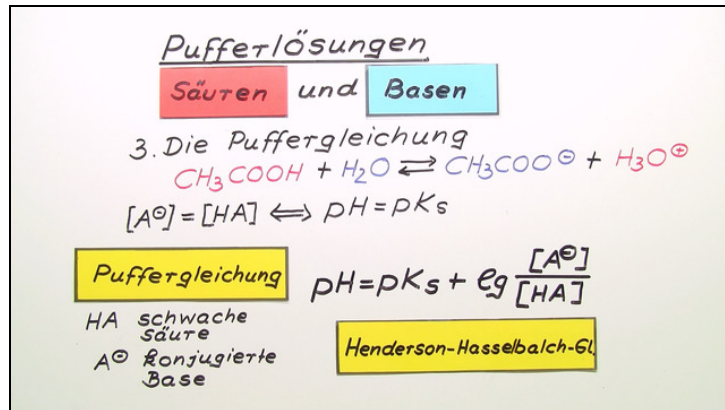 Pufferlösungen
Säuren und Basen
3. Die Puffergleichung
CH₃COOH + H₂O ⇄ CH₃COO⊖ + H₃O⊕
[A⊖] = [HA] ⟺ pH = pKs
Puffergleichung
pH = pKs + lg [A⊖]/[HA]
HA schwache
Säure
A⊖ konjugierte
Base
Henderson-Hasselbalch-Gl.